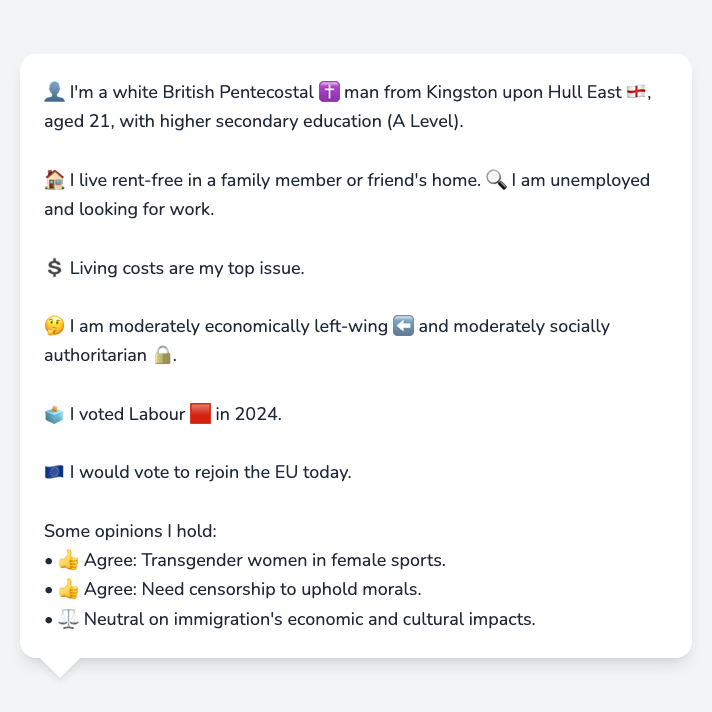 👤 I'm a white British Pentecostal ✝️ man from Kingston upon Hull East 🏴󠁧󠁢󠁥󠁮󠁧󠁿,
aged 21, with higher secondary education (A Level).
🏠 I live rent-free in a family member or friend's home. 🔍 I am unemployed
and looking for work.
💲 Living costs are my top issue.
🤔 I am moderately economically left-wing ⬅️ and moderately socially
authoritarian 🔒.
🗳️ I voted Labour 🟥 in 2024.
🇪🇺 I would vote to rejoin the EU today.
Some opinions I hold:
• 👍 Agree: Transgender women in female sports.
• 👍 Agree: Need censorship to uphold morals.
• ⚖️ Neutral on immigration's economic and cultural impacts.